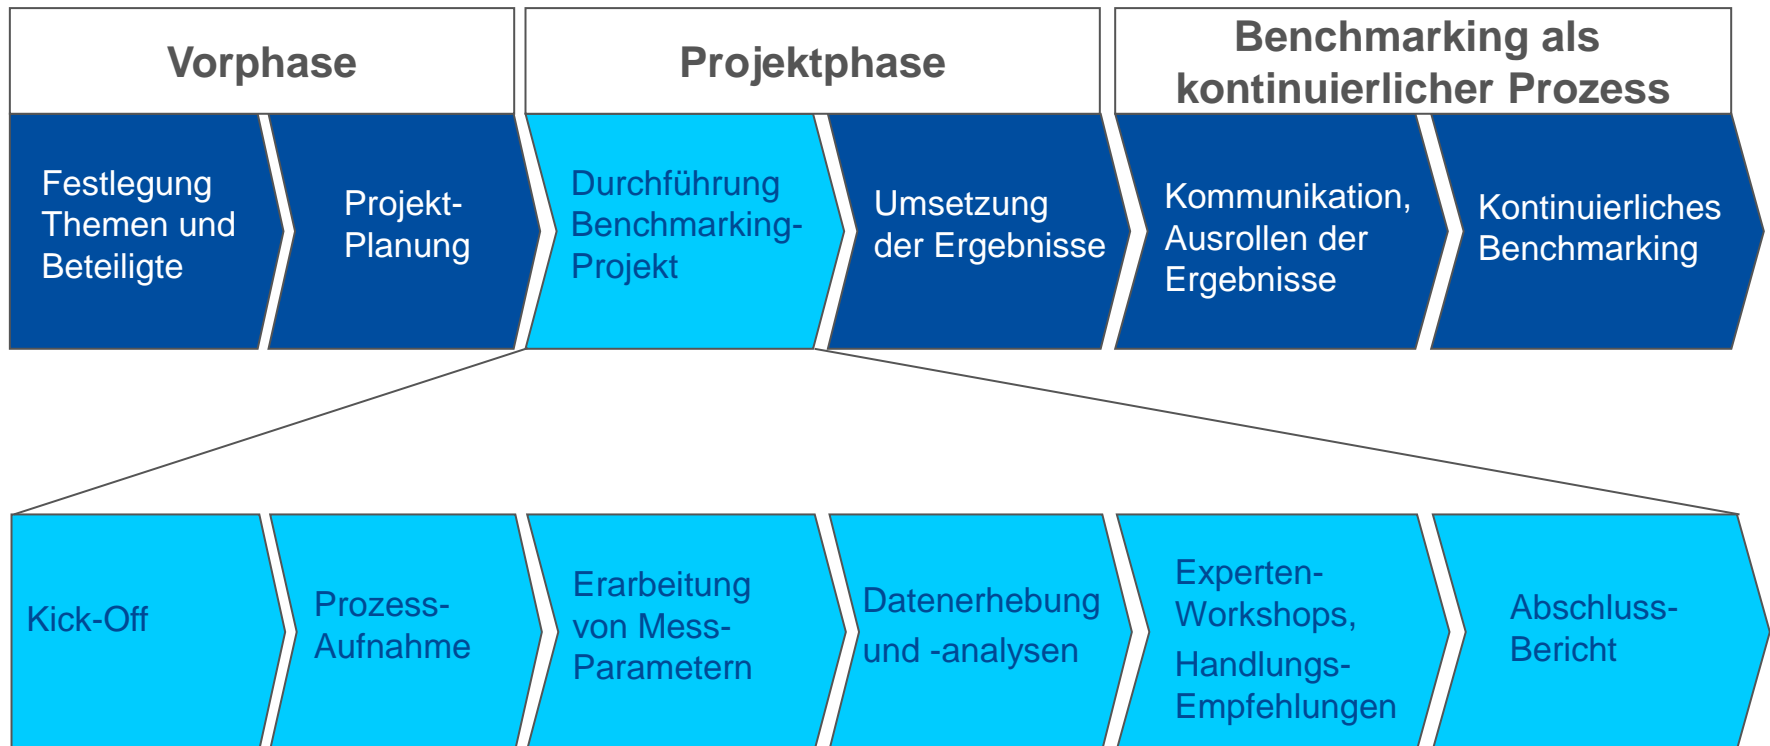 Vorphase
Projektphase
Benchmarking als
kontinuierlicher Prozess
Festlegung
Themen und
Beteiligte
Projekt-
Planung
Durchführung
Benchmarking-
Projekt
Umsetzung
der Ergebnisse
Kommunikation,
Ausrollen der
Ergebnisse
Kontinuierliches
Benchmarking
Kick-Off
Prozess-
Aufnahme
Erarbeitung
von Mess-
Parametern
Datenerhebung
und -analysen
Experten-
Workshops,
Handlungs-
Empfehlungen
Abschluss-
Bericht